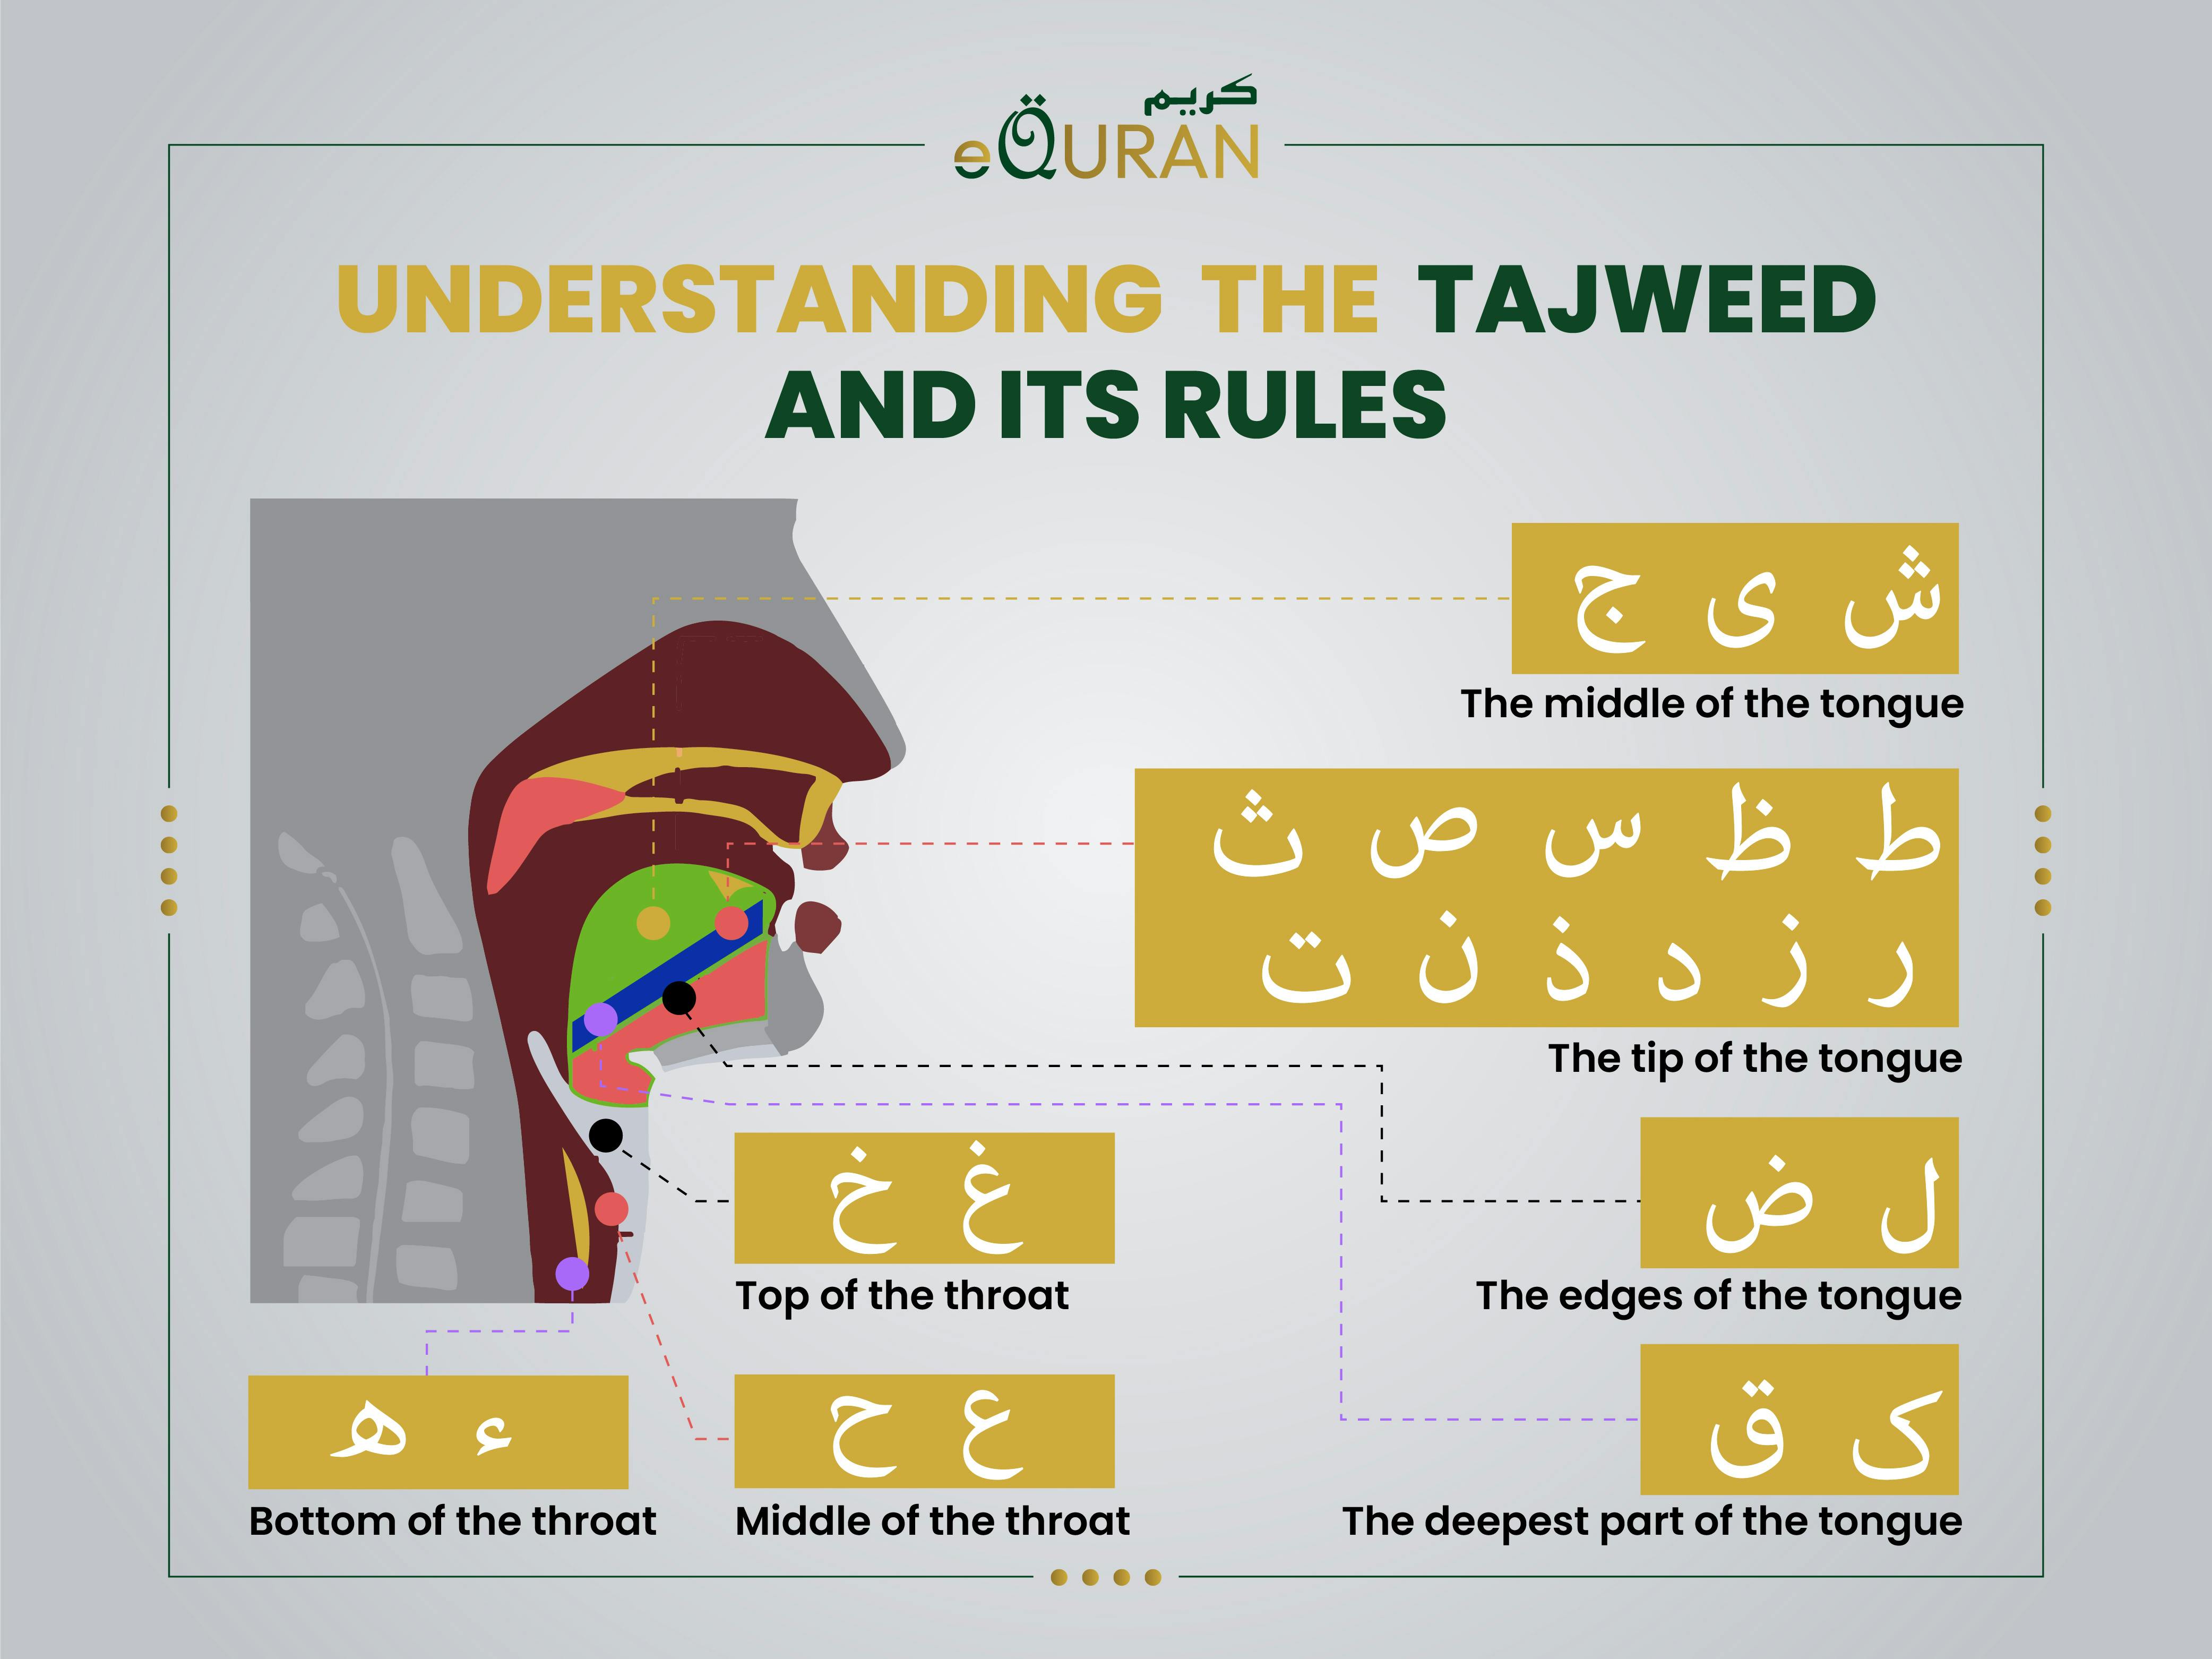 كريم
eQURAN
UNDERSTANDING THE TAJWEED
AND ITS RULES
ش ی ج
The middle of the tongue
ط ظ س ص ث
ر ز د ذ ن ت
The tip of the tongue
غ خ
Top of the throat
ل ض
The edges of the tongue
ء ه
Bottom of the throat
ع ح
Middle of the throat
ک ق
The deepest part of the tongue